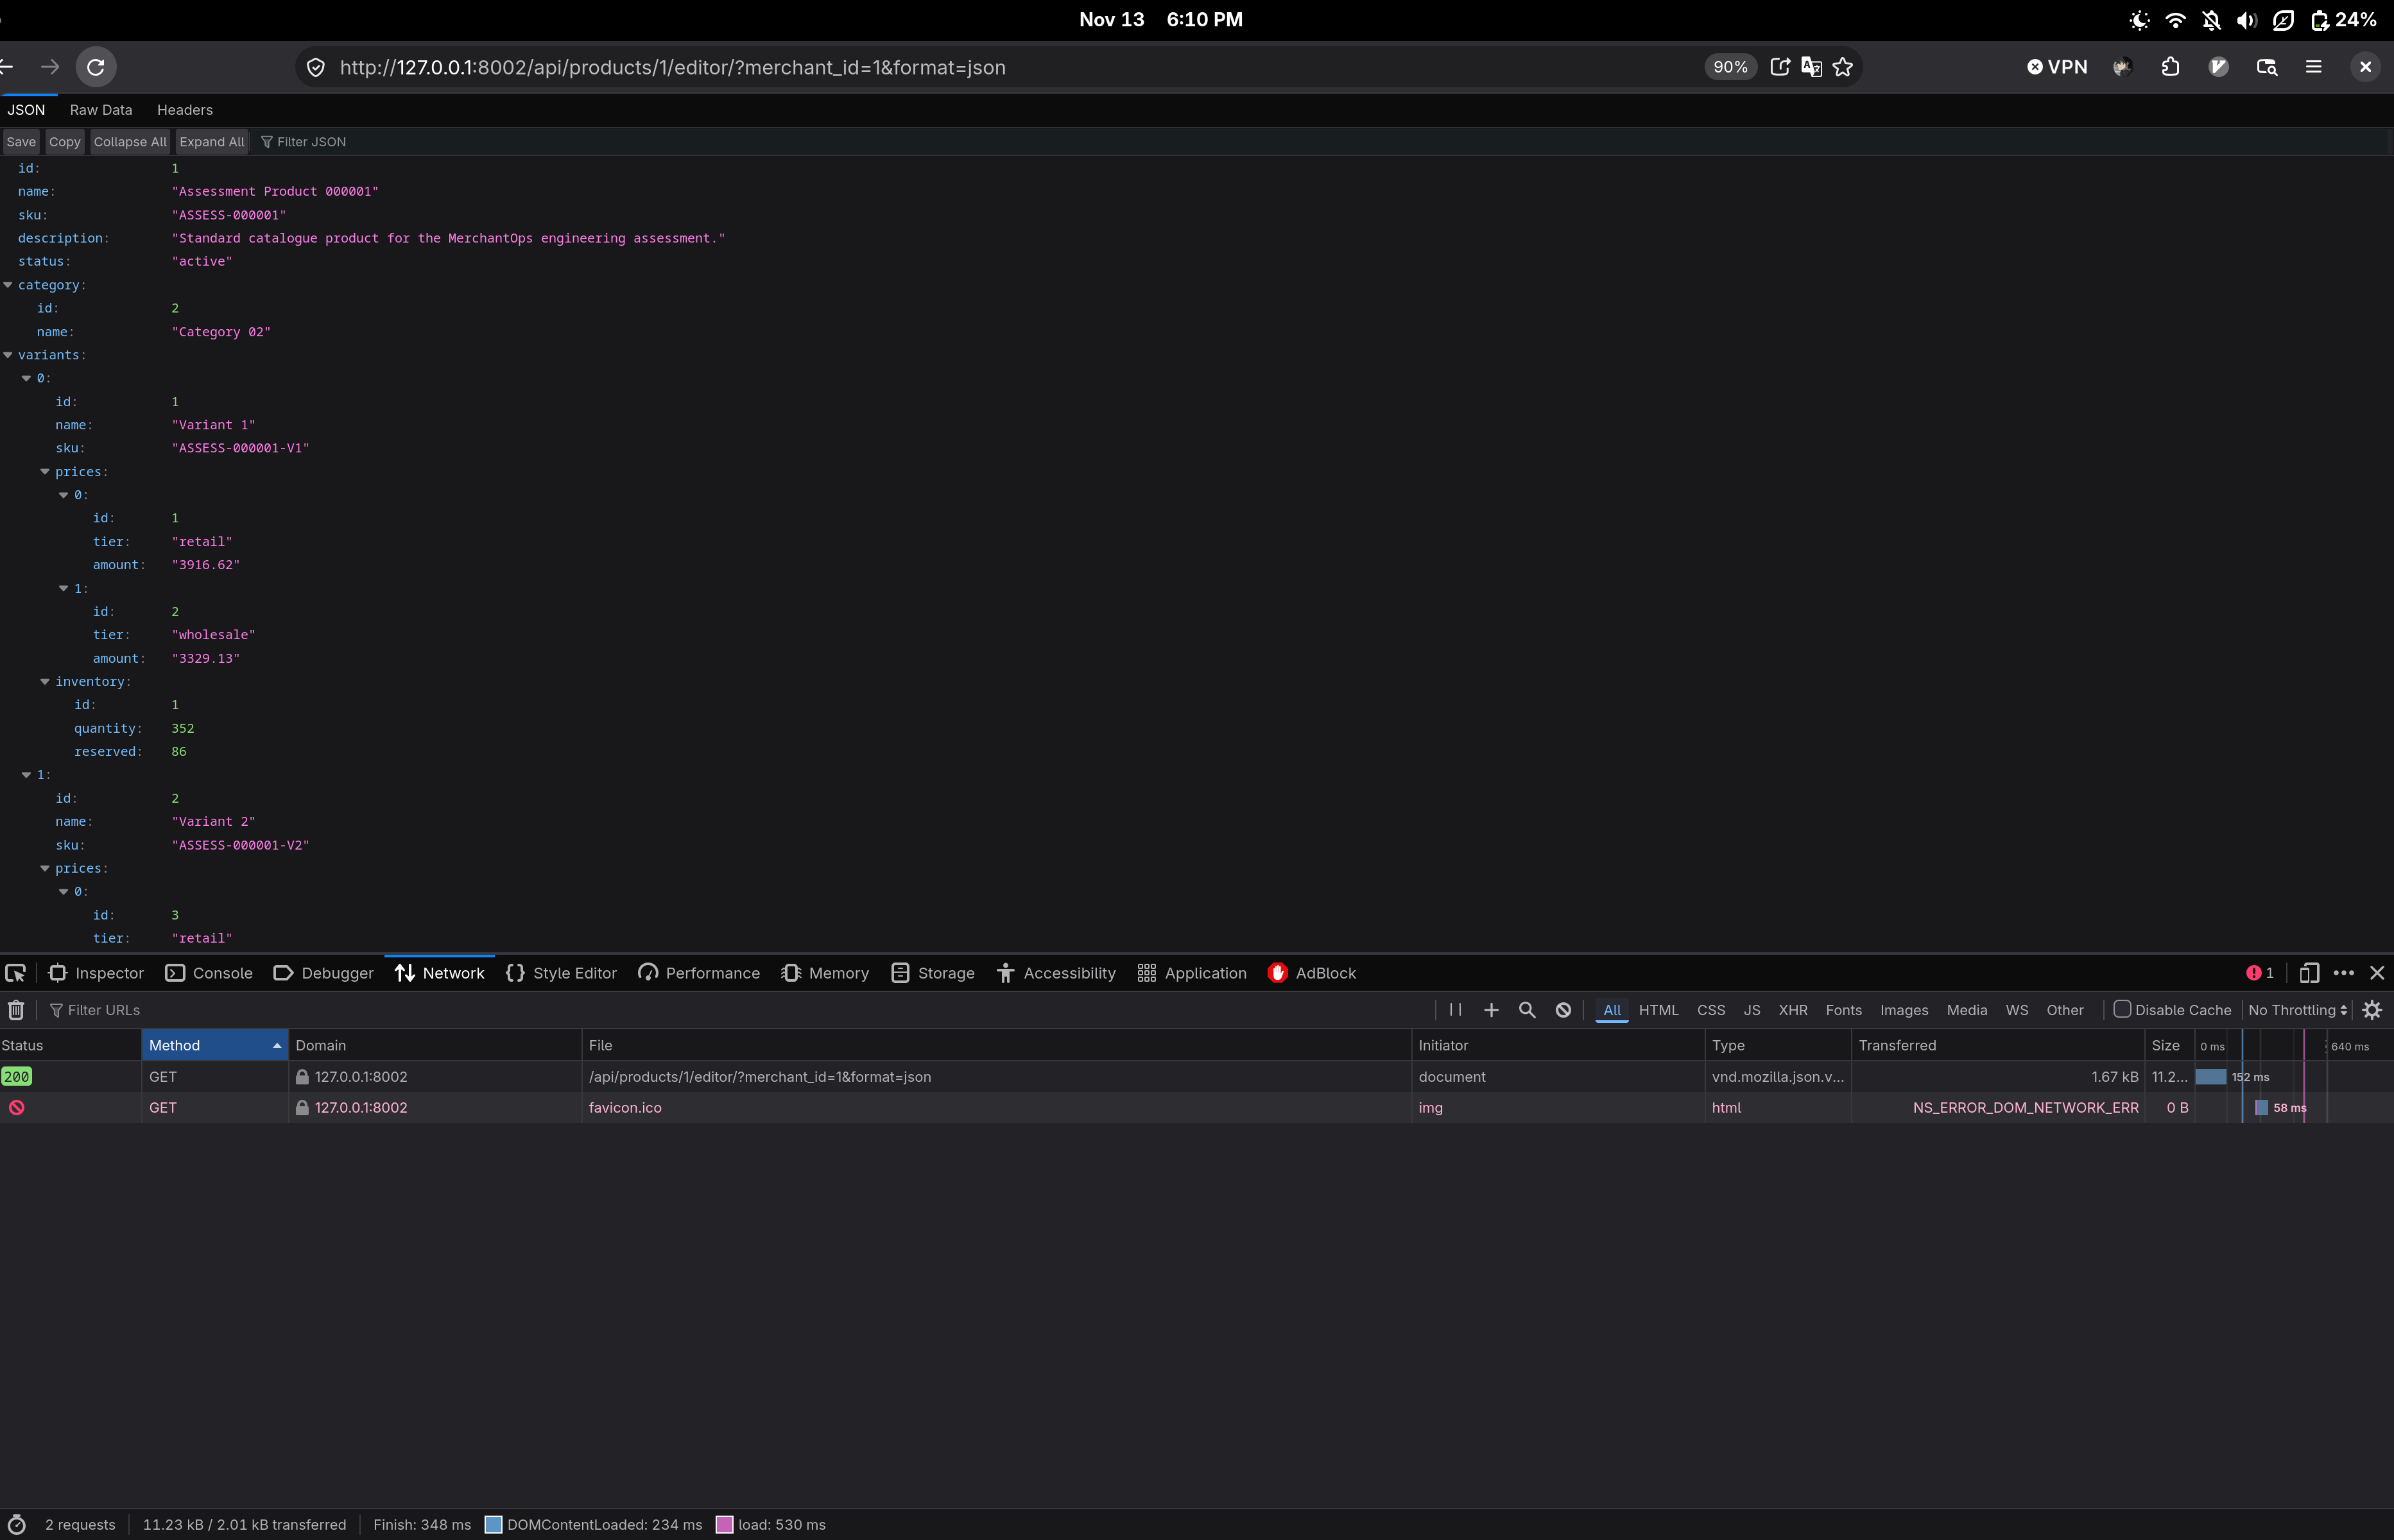 Nov 13 6:10 PM
24%
http://127.0.0.1:8002/api/products/1/editor/?merchant_id=1&format=json
90%
VPN
JSON Raw Data Headers
Save Copy Collapse All Expand All Filter JSON
id: 1
name: "Assessment Product 000001"
sku: "ASSESS-000001"
description: "Standard catalogue product for the MerchantOps engineering assessment."
status: "active"
category:
id: 2
name: "Category 02"
variants:
0:
id: 1
name: "Variant 1"
sku: "ASSESS-000001-V1"
prices:
0:
id: 1
tier: "retail"
amount: "3916.62"
1:
id: 2
tier: "wholesale"
amount: "3329.13"
inventory:
id: 1
quantity: 352
reserved: 86
1:
id: 2
name: "Variant 2"
sku: "ASSESS-000001-V2"
prices:
0:
id: 3
tier: "retail"
Inspector Console Debugger Network Style Editor Performance Memory Storage Accessibility Application AdBlock 1
Filter URLs All HTML CSS JS XHR Fonts Images Media WS Other Disable Cache No Throttling
Status Method Domain File Initiator Type Transferred Size 0 ms 640 ms
200 GET 127.0.0.1:8002 /api/products/1/editor/?merchant_id=1&format=json document vnd.mozilla.json.v... 1.67 kB 11.2... 152 ms
GET 127.0.0.1:8002 favicon.ico img html NS_ERROR_DOM_NETWORK_ERR 0 B 58 ms
2 requests 11.23 kB / 2.01 kB transferred Finish: 348 ms DOMContentLoaded: 234 ms load: 530 ms